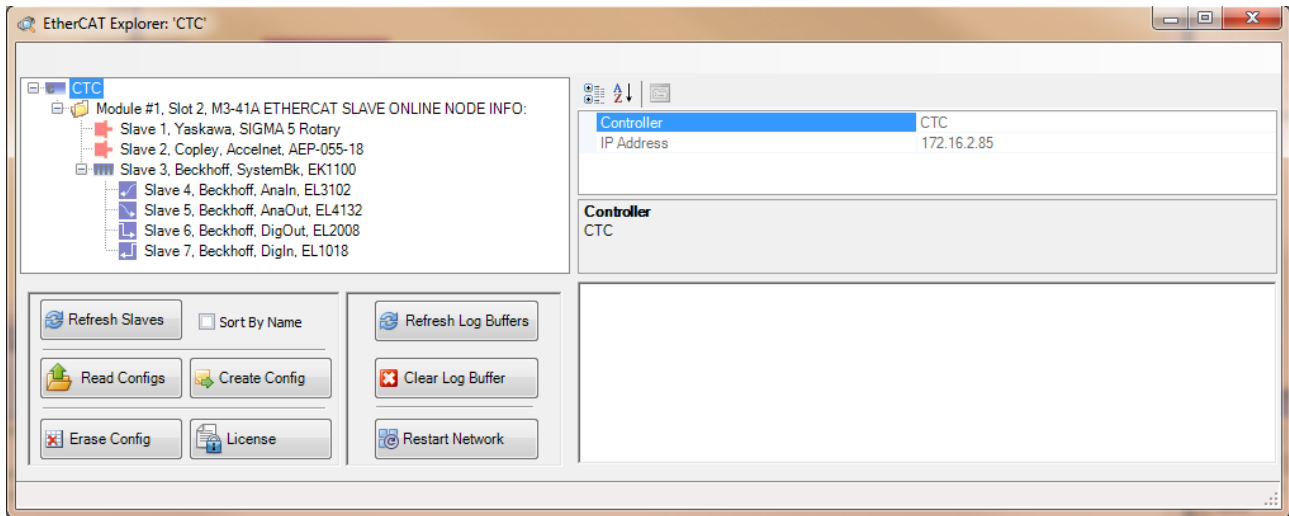 EtherCAT Explorer: 'CTC'
CTC
Module #1, Slot 2, M3-41A ETHERCAT SLAVE ONLINE NODE INFO:
Slave 1, Yaskawa, SIGMA 5 Rotary
Slave 2, Copley, Accelnet, AEP-055-18
Slave 3, Beckhoff, SystemBk, EK1100
Slave 4, Beckhoff, AnaIn, EL3102
Slave 5, Beckhoff, AnaOut, EL4132
Slave 6, Beckhoff, DigOut, EL2008
Slave 7, Beckhoff, DigIn, EL1018
Controller CTC
IP Address 172.16.2.85
Controller
CTC
Refresh Slaves Sort By Name Refresh Log Buffers
Read Configs Create Config Clear Log Buffer
Erase Config License Restart Network